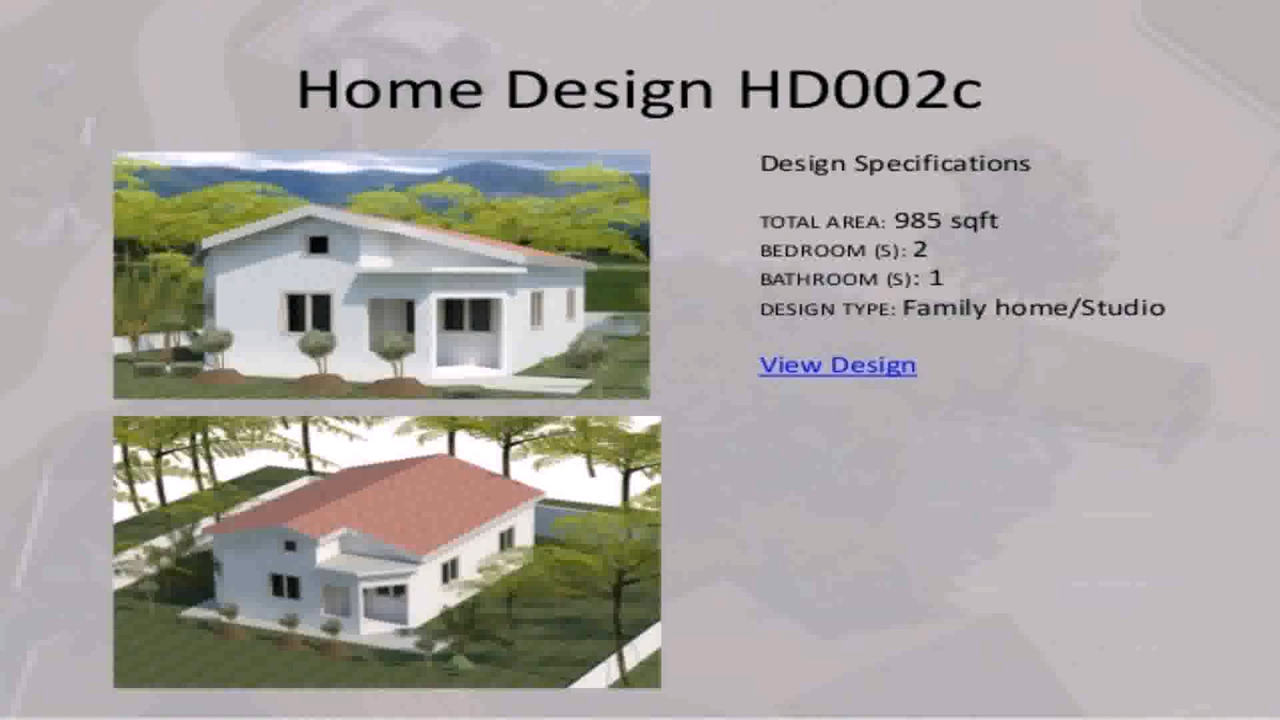 Home Design HD002c
Design Specifications
TOTAL AREA: 985 sqft
BEDROOM (S): 2
BATHROOM (S): 1
DESIGN TYPE: Family home/Studio
View Design